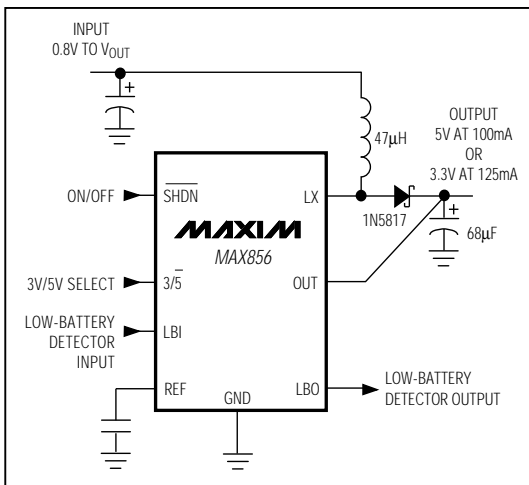 INPUT
0.8V TO VOUT
+
47µH
OUTPUT
5V AT 100mA
OR
3.3V AT 125mA
ON/OFF
SHDN
LX
1N5817
+
68µF
MAXIM
MAX856
3V/5V SELECT
3/5
OUT
LOW-BATTERY
DETECTOR
INPUT
LBI
REF
GND
LBO
LOW-BATTERY
DETECTOR OUTPUT